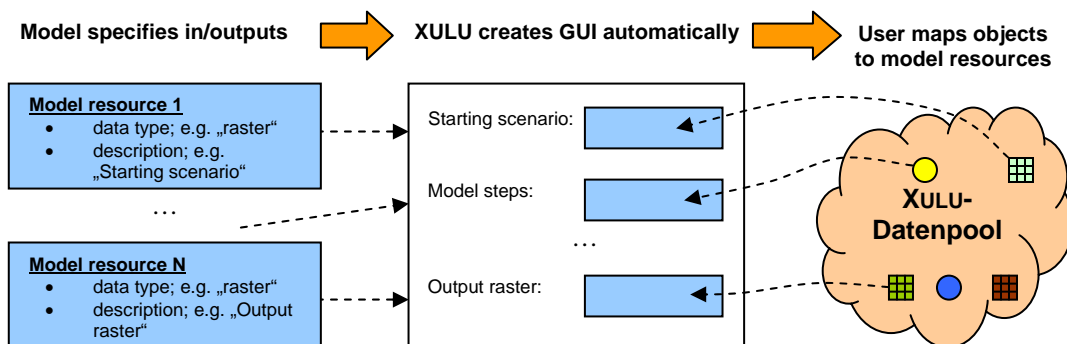 Model specifies in/outputs
XULU creates GUI automatically
User maps objects
to model resources
Model resource 1
• data type; e.g. „raster“
• description; e.g.
„Starting scenario“
…
Model resource N
• data type; e.g. „raster“
• description; e.g. „Output
raster“
Starting scenario:
Model steps:
…
Output raster:
XULU-
Datenpool